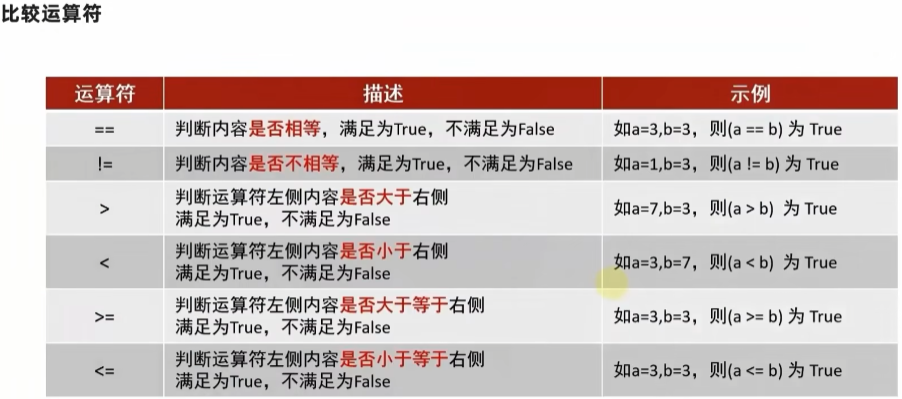 比较运算符
运算符 描述 示例
== 判断内容是否相等，满足为True，不满足为False 如a=3,b=3，则(a == b) 为 True
!= 判断内容是否不相等，满足为True，不满足为False 如a=1,b=3，则(a != b) 为 True
> 判断运算符左侧内容是否大于右侧 如a=7,b=3，则(a > b) 为 True
满足为True，不满足为False
< 判断运算符左侧内容是否小于右侧 如a=3,b=7，则(a < b) 为 True
满足为True，不满足为False
>= 判断运算符左侧内容是否大于等于右侧 如a=3,b=3，则(a >= b) 为 True
满足为True，不满足为False
<= 判断运算符左侧内容是否小于等于右侧 如a=3,b=3，则(a <= b) 为 True
满足为True，不满足为False